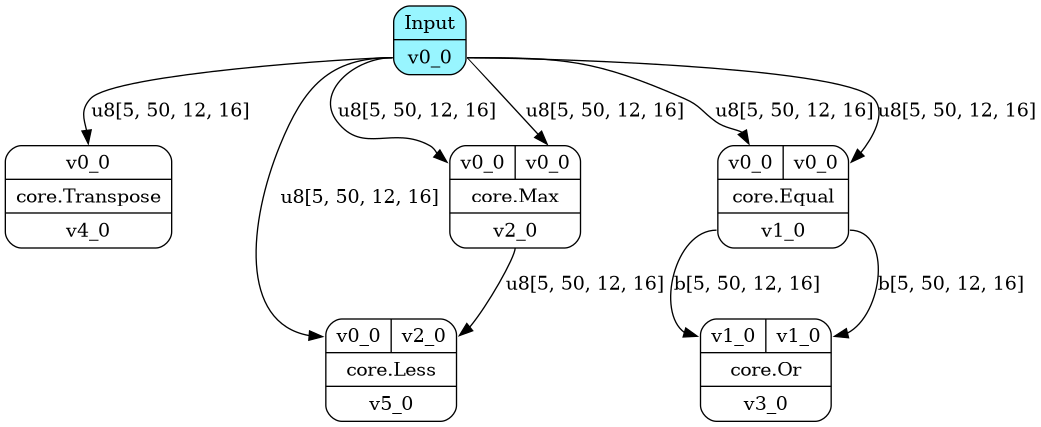 Input
v0_0
u8[5, 50, 12, 16]
u8[5, 50, 12, 16]
u8[5, 50, 12, 16]
u8[5, 50, 12, 16]
u8[5, 50, 12, 16]
v0_0
core.Transpose
v4_0
u8[5, 50, 12, 16]
v0_0 v0_0
core.Max
v2_0
v0_0 v0_0
core.Equal
v1_0
u8[5, 50, 12, 16]
b[5, 50, 12, 16]
b[5, 50, 12, 16]
v0_0 v2_0
core.Less
v5_0
v1_0 v1_0
core.Or
v3_0